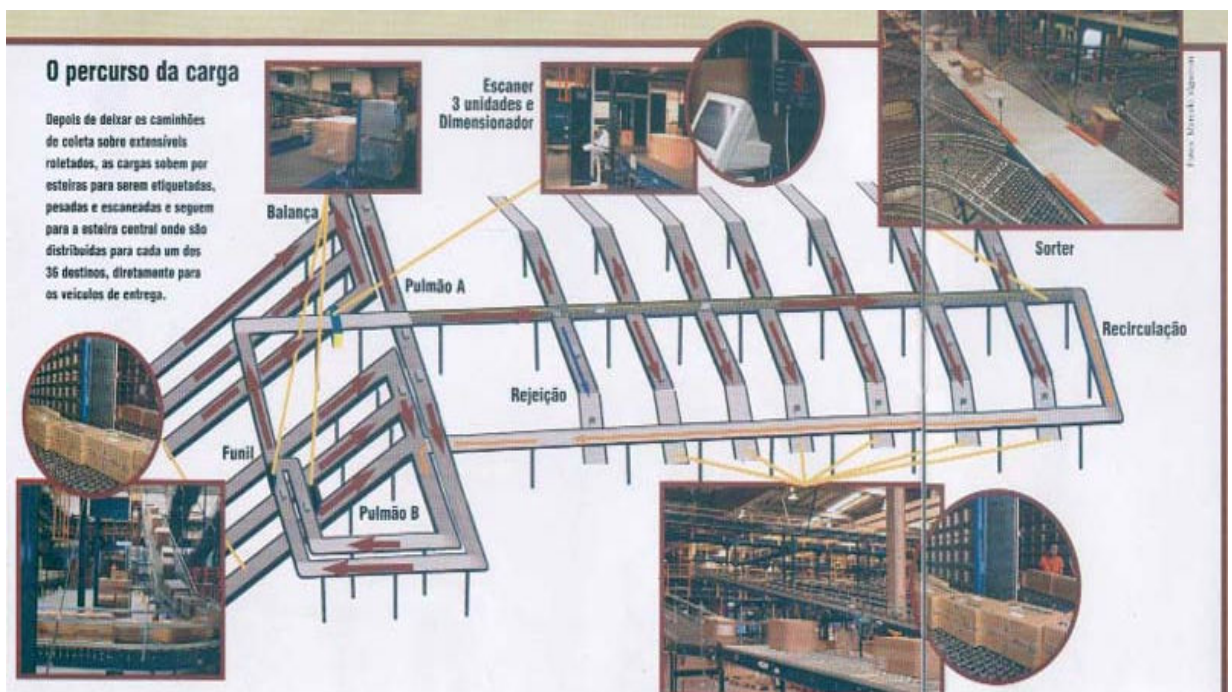 O percurso da carga
Depois de deixar os caminhões
de coleta sobre extensíveis
roletados, as cargas sobem por
esteiras para serem etiquetadas,
pesadas e escaneadas e seguem
para a esteira central onde são
distribuídas para cada um dos
36 destinos, diretamente para
os veículos de entrega.
Escaner
3 unidades e
Dimensionador
Balança
Pulmão A
Sorter
Recirculação
Rejeição
Funil
Pulmão B